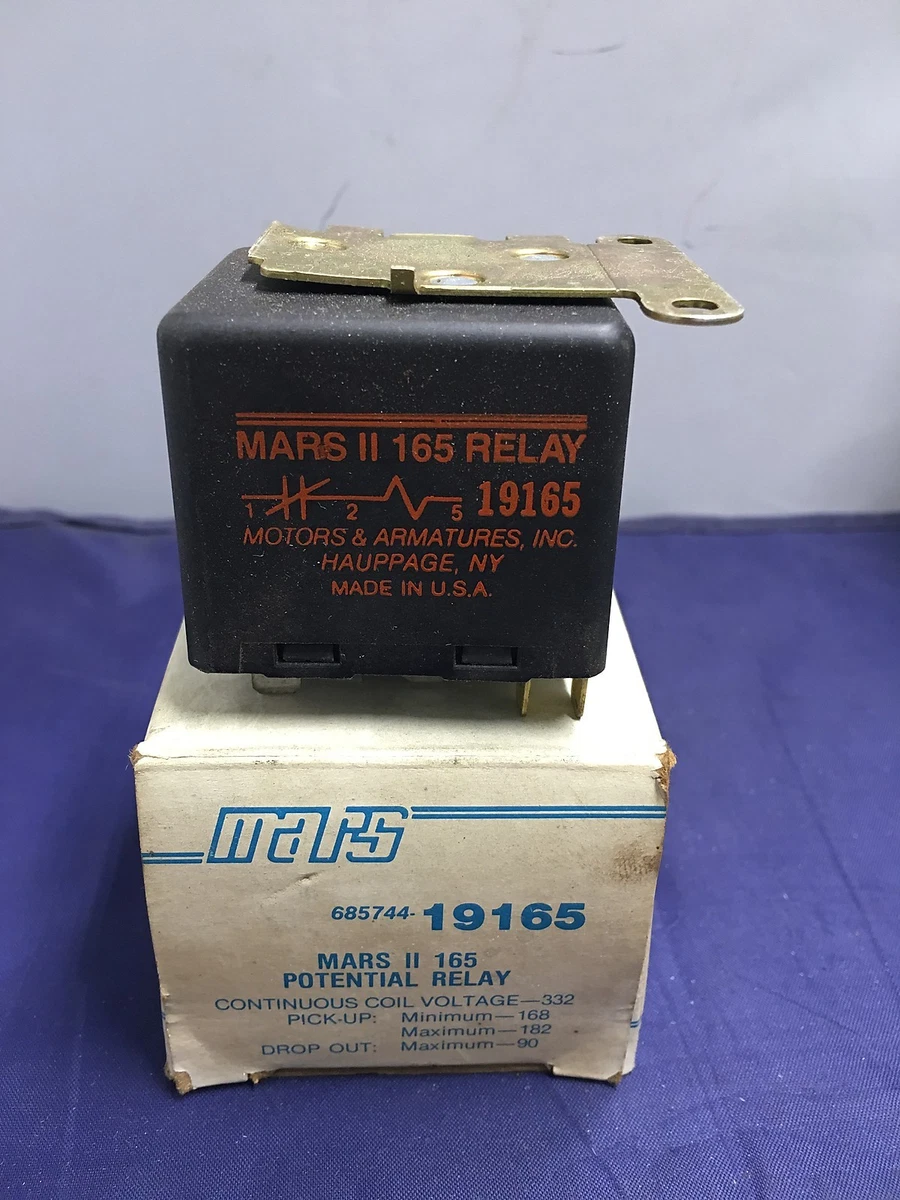 MARS II 165 RELAY
1 2 5 19165
MOTORS & ARMATURES, INC.
HAUPPAGE, NY
MADE IN U.S.A.
mars
685744-19165
MARS II 165
POTENTIAL RELAY
CONTINUOUS COIL VOLTAGE—332
PICK-UP: Minimum—168
Maximum—182
DROP OUT: Maximum—90